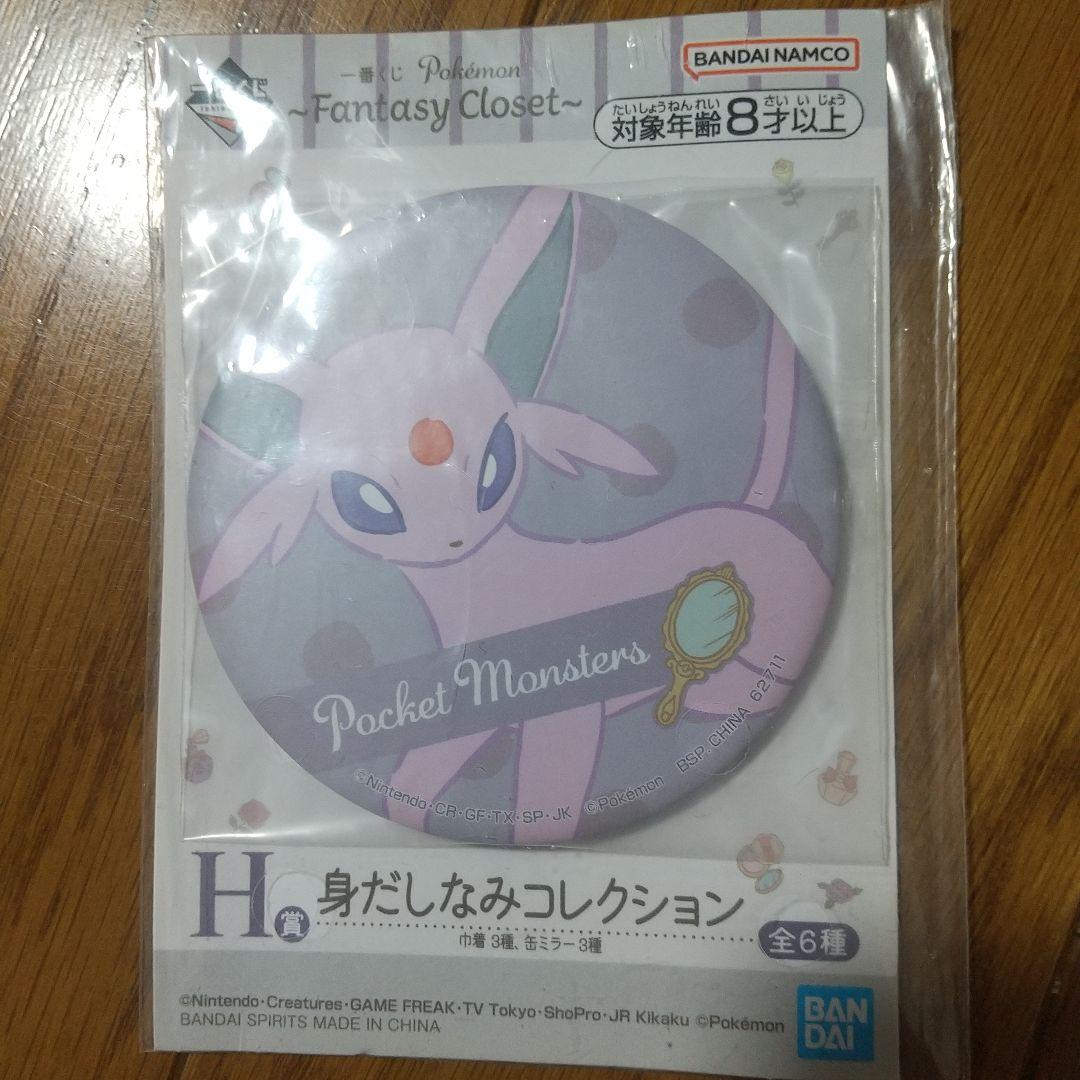 一番くじ Pokémon
~Fantasy Closet~
BANDAI NAMCO
たいしょうねんれい さいいじょう
対象年齢8才以上
Pocket Monsters
©Nintendo・CR・GF・TX・SP・JK ©Pokémon BSP. CHINA 62711
H賞 身だしなみコレクション
巾着 3種、缶ミラー 3種
全6種
©Nintendo・Creatures・GAME FREAK・TV Tokyo・ShoPro・JR Kikaku ©Pokémon
BANDAI SPIRITS MADE IN CHINA
BAN
DAI